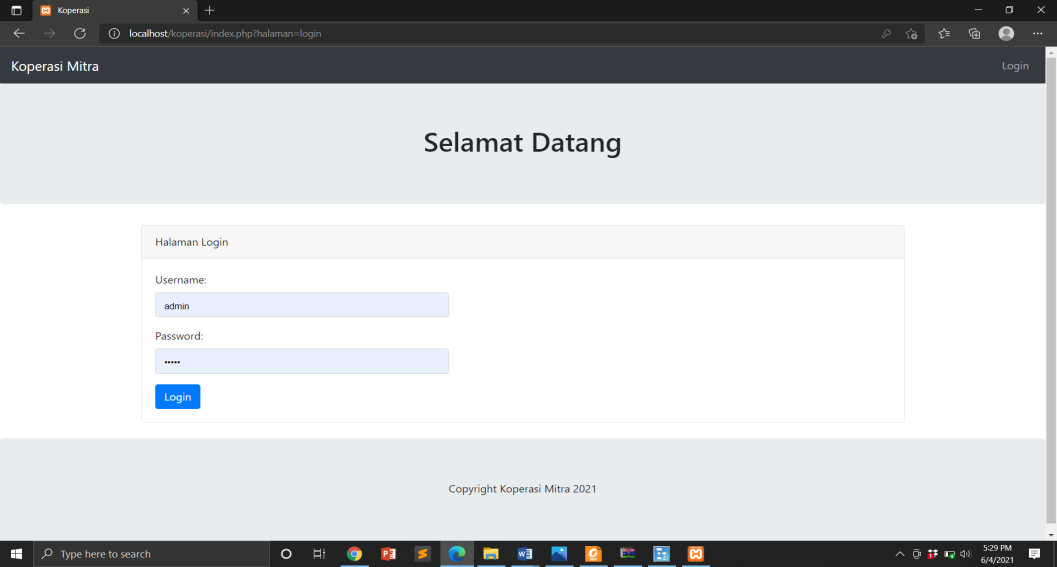 Koperasi
localhost/koperasi/index.php?halaman=login
Koperasi Mitra
Login
Selamat Datang
Halaman Login
Username:
admin
Password:
•••••
Login
Copyright Koperasi Mitra 2021
Type here to search
5:29 PM
6/4/2021